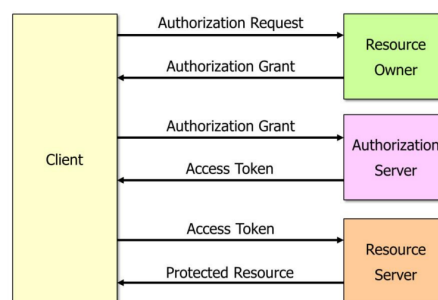 Authorization Request
Resource
Owner
Authorization Grant
Authorization Grant
Client
Authorization
Server
Access Token
Access Token
Resource
Server
Protected Resource